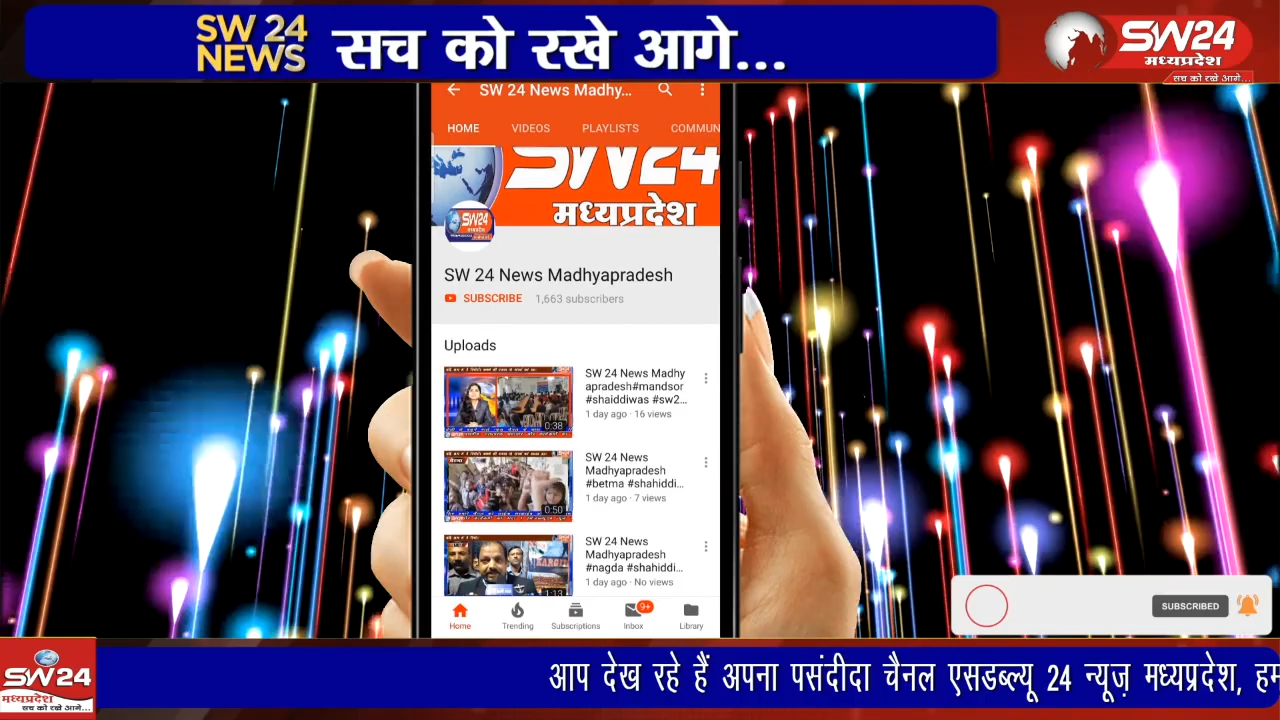 SW 24
NEWS
सच को रखे आगे...
SW24
मध्यप्रदेश
सच को रखे आगे...
SW 24 News Madhy...
HOME VIDEOS PLAYLISTS COMMUN
SW24
मध्यप्रदेश
SW24
SW 24 News Madhyapradesh
SUBSCRIBE 1,663 subscribers
Uploads
SW 24 News Madhy
apradesh#mandsor
#shaiddiwas #sw2...
1 day ago · 16 views
0:38
SW 24 News
Madhyapradesh
#betma #shahiddi...
1 day ago · 7 views
0:50
SW 24 News
Madhyapradesh
#nagda #shahiddi...
1 day ago · No views
1:13
9+
Home Trending Subscriptions Inbox Library
SUBSCRIBED
SW24
मध्यप्रदेश
सच को रखे आगे...
आप देख रहे हैं अपना पसंदीदा चैनल एसडब्ल्यू 24 न्यूज़ मध्यप्रदेश, हम